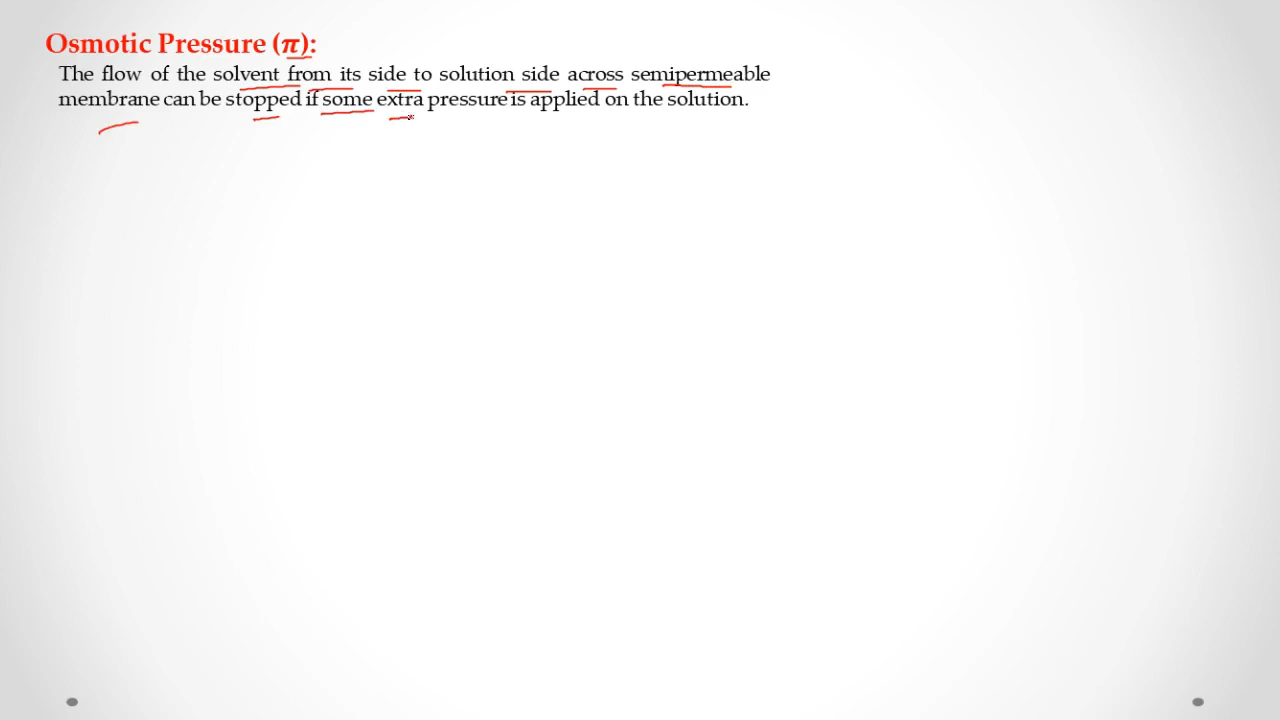 Osmotic Pressure (π):
The flow of the solvent from its side to solution side across semipermeable
membrane can be stopped if some extra pressure is applied on the solution.